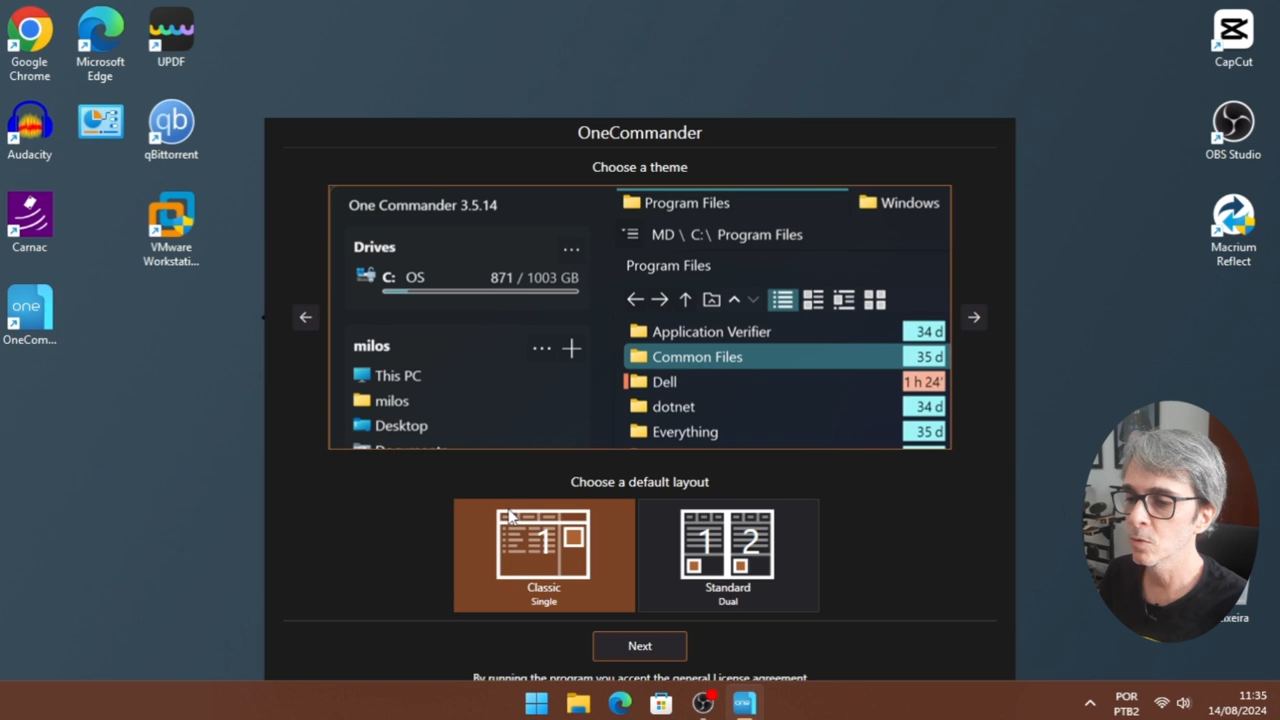 Google
Chrome
Microsoft
Edge
UPDF
Audacity
qb
qBittorrent
Carnac
VMware
Workstati...
one
OneCom...
CapCut
OBS Studio
Macrium
Reflect
OneCommander
Choose a theme
One Commander 3.5.14
Drives
...
C: OS 871 / 1003 GB
milos
...
This PC
milos
Desktop
Program Files
Windows
MD \ C:\ Program Files
Program Files
Application Verifier 34 d
Common Files 35 d
Dell 1 h 24'
dotnet 34 d
Everything 35 d
Choose a default layout
1
Classic
Single
1 2
Standard
Dual
Next
By running the program you accept the general License agreement
one
POR
PTB2
11:35
14/08/2024